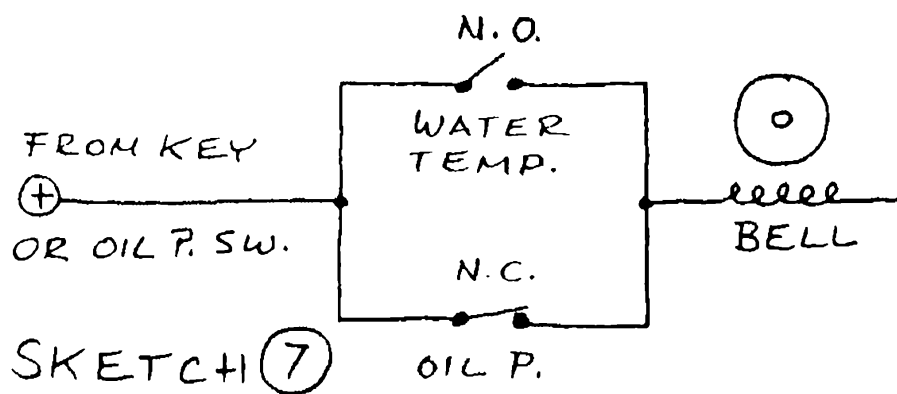 N.O.
WATER
TEMP.
FROM KEY
+
OR OIL P. SW.
BELL
N.C.
OIL P.
SKETCH 7